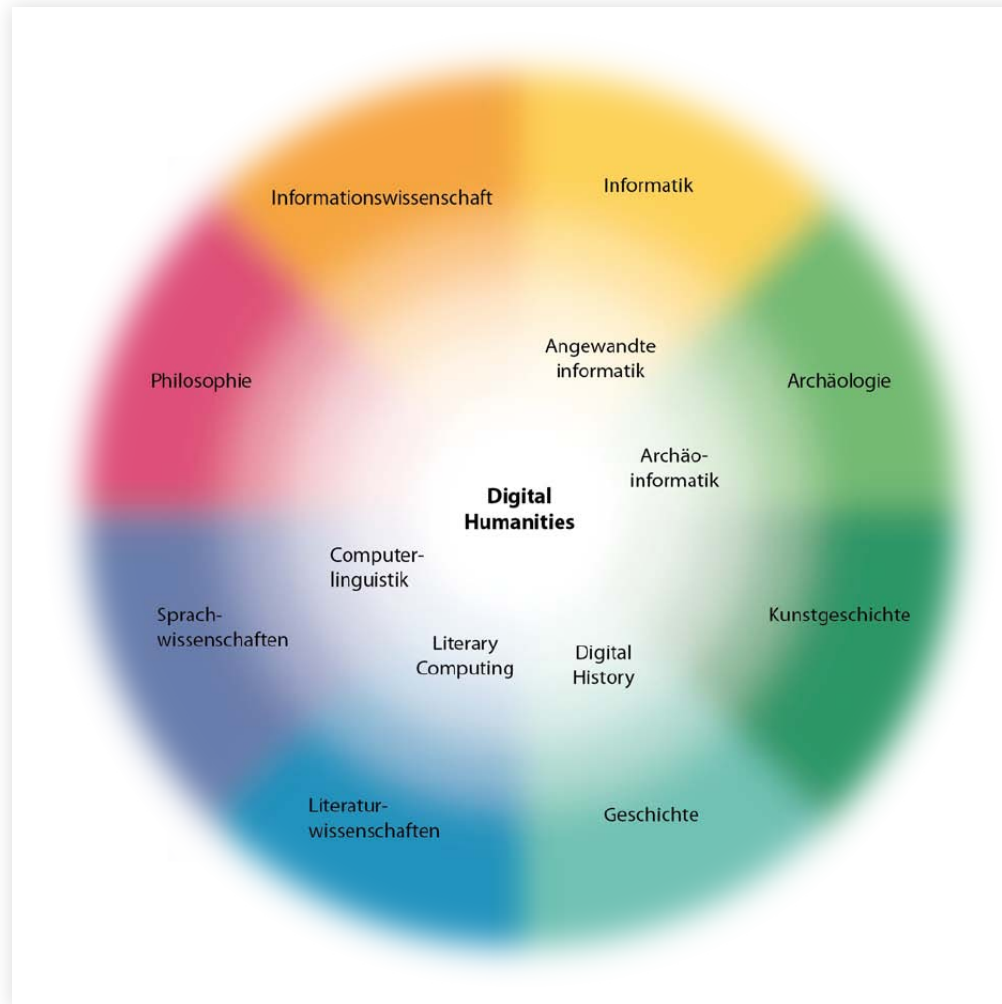 Informationswissenschaft
Informatik
Angewandte
informatik
Philosophie
Archäologie
Archäo-
informatik
Digital
Humanities
Computer-
linguistik
Sprach-
wissenschaften
Kunstgeschichte
Literary
Computing
Digital
History
Literatur-
wissenschaften
Geschichte